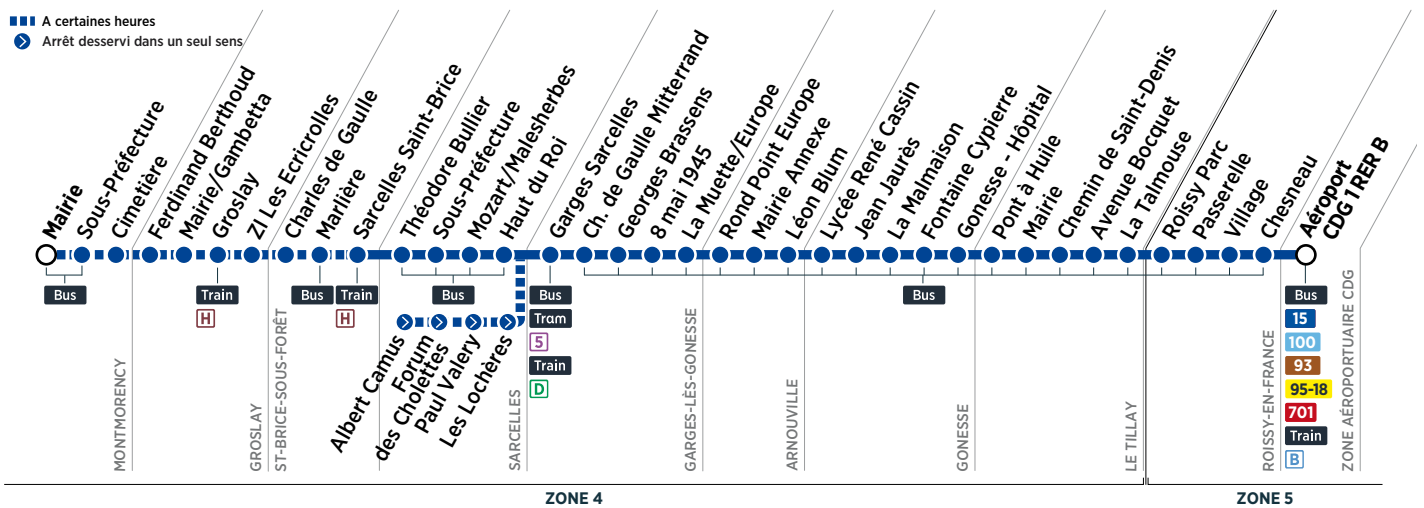 A certaines heures
Arrêt desservi dans un seul sens
Mairie
Sous-Préfecture
Cimetière
Ferdinand Berthoud
Mairie/Gambetta
Groslay
ZI Les Ecricrolles
Charles de Gaulle
Marlière
Sarcelles Saint-Brice
Théodore Bullier
Sous-Préfecture
Mozart/Malesherbes
Haut du Roi
Garges Sarcelles
Ch. de Gaulle Mitterrand
Georges Brassens
8 mai 1945
La Muette/Europe
Rond Point Europe
Mairie Annexe
Léon Blum
Lycée René Cassin
Jean Jaurès
La Malmaison
Fontaine Cypierre
Gonesse - Hôpital
Pont à Huile
Mairie
Chemin de Saint-Denis
Avenue Bocquet
La Talmouse
Roissy Parc
Passerelle
Village
Chesneau
Aéroport
CDG 1 RER B
Bus
Train
H
Bus
Train
H
Bus
Bus
Tram
5
Train
D
Bus
Bus
15
100
93
95-18
701
Train
B
Albert Camus
Forum
des Cholettes
Paul Valery
Les Lochères
MONTMORENCY
GROSLAY
ST-BRICE-SOUS-FORÊT
SARCELLES
GARGES-LÈS-GONESSE
ARNOUVILLE
GONESSE
LE TILLAY
ROISSY-EN-FRANCE
ZONE AÉROPORTUAIRE CDG
ZONE 4
ZONE 5